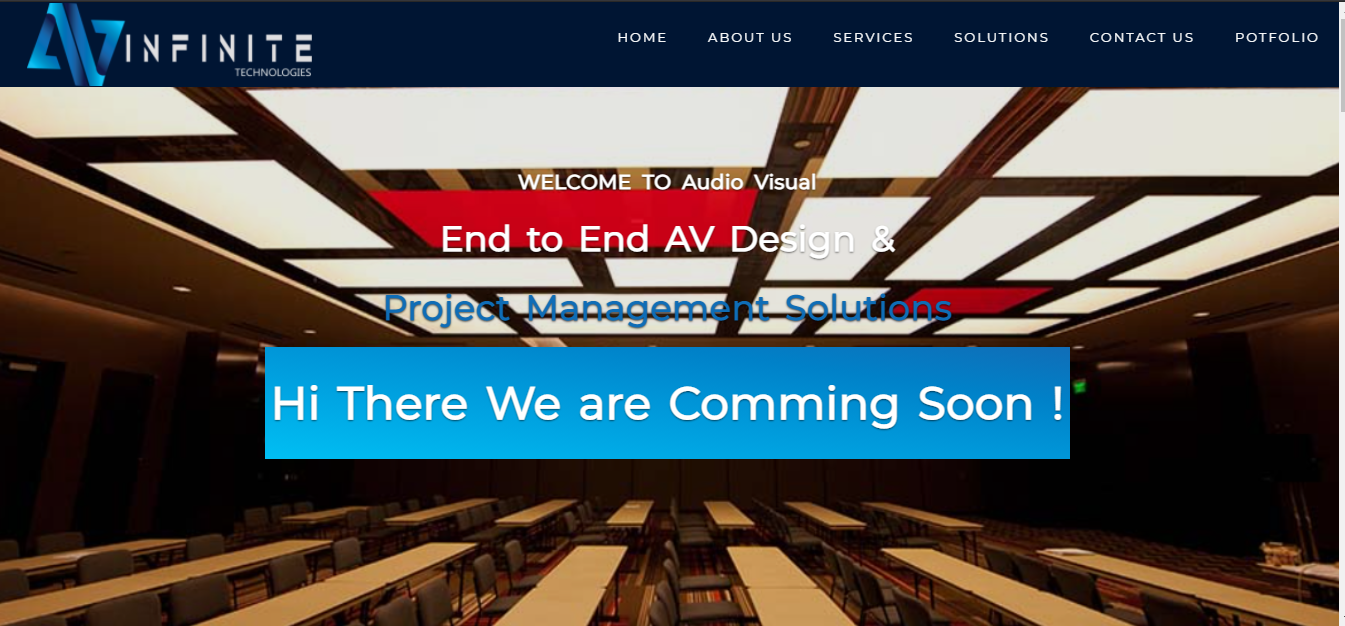 INFINITE
TECHNOLOGIES
HOME ABOUT US SERVICES SOLUTIONS CONTACT US POTFOLIO
WELCOME TO Audio Visual
End to End AV Design &
Project Management Solutions
Hi There We are Comming Soon !